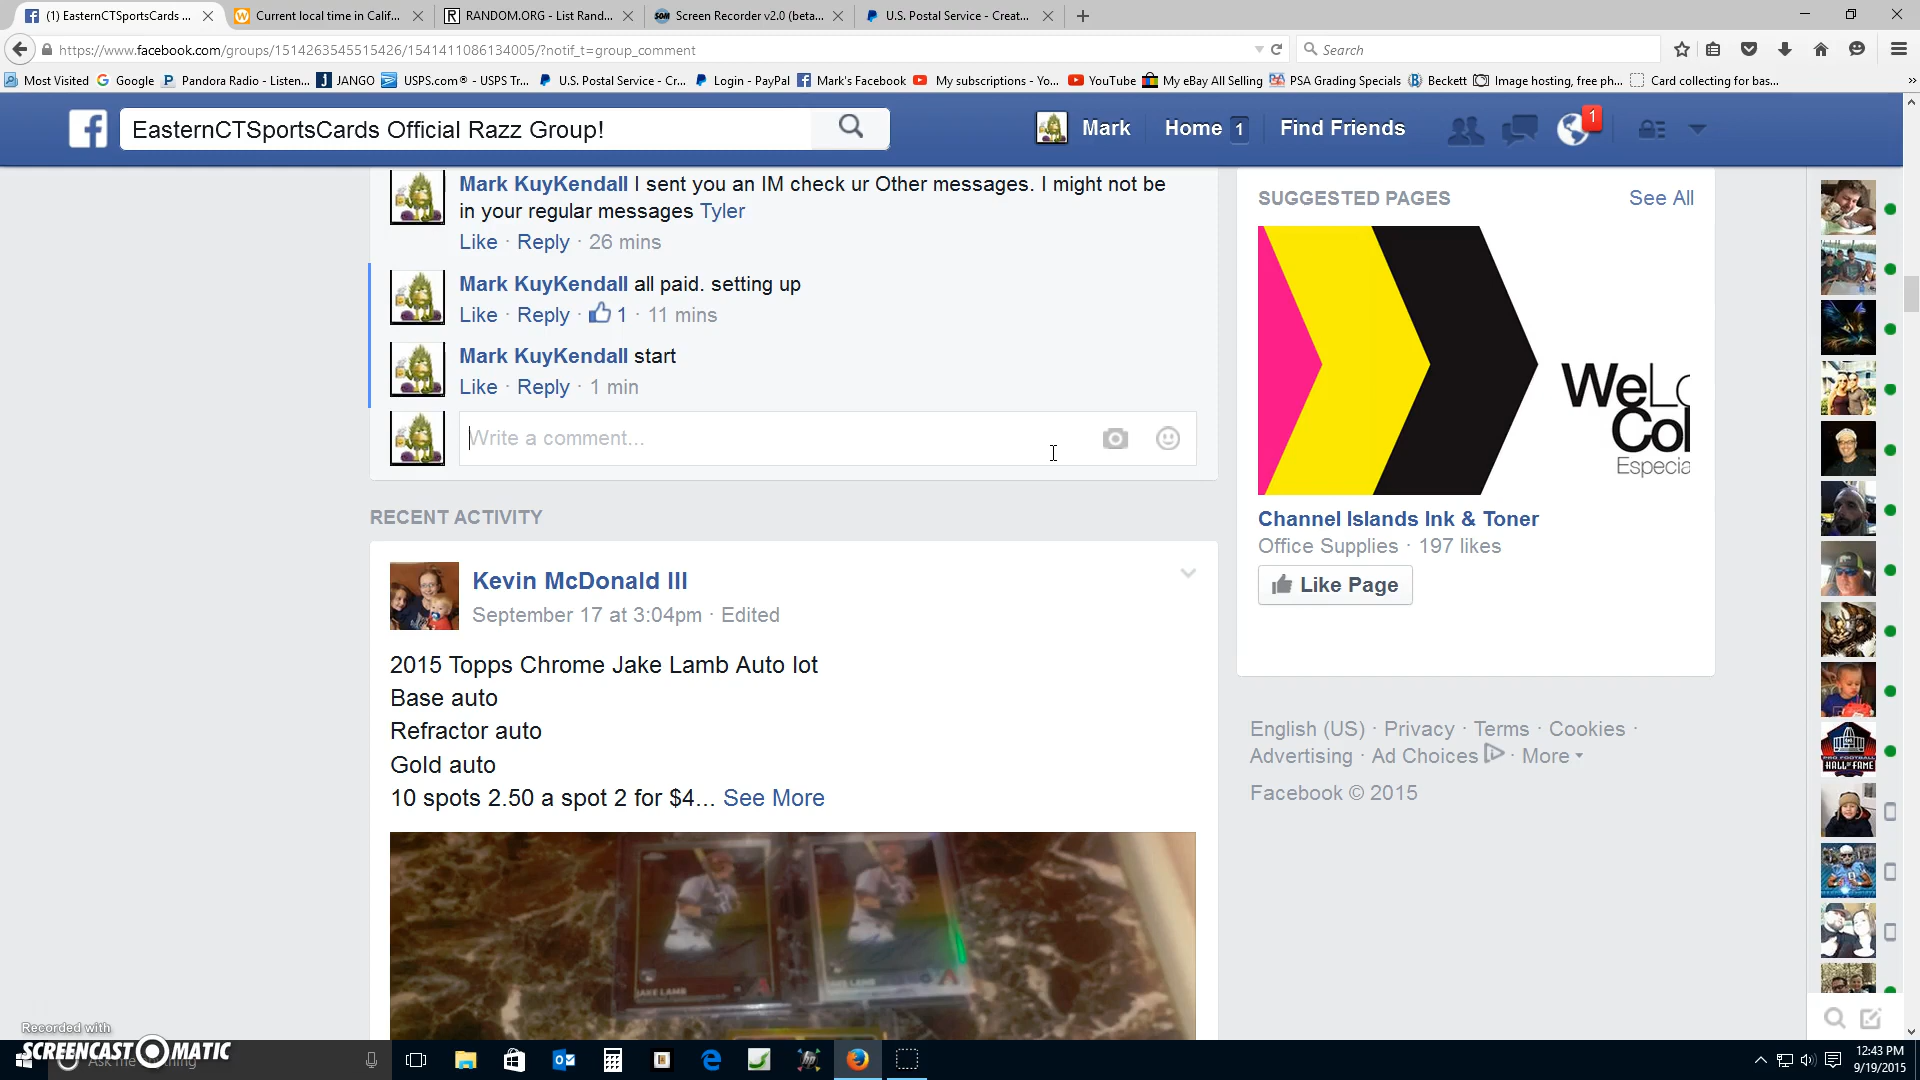 (1) EasternCTSportsCards ...
Current local time in Calif...
RANDOM.ORG - List Rand...
Screen Recorder v2.0 (beta...
U.S. Postal Service - Creat...
https://www.facebook.com/groups/1514263545515426/1541411086134005/?notif_t=group_comment
Search
Most Visited
Google
Pandora Radio - Listen...
JANGO
USPS.com® - USPS Tr...
U.S. Postal Service - Cr...
Login - PayPal
Mark's Facebook
My subscriptions - Yo...
YouTube
My eBay All Selling
PSA Grading Specials
Beckett
Image hosting, free ph...
Card collecting for bas...
EasternCTSportsCards Official Razz Group!
Mark
Home 1
Find Friends
1
Mark KuyKendall I sent you an IM check ur Other messages. I might not be
in your regular messages Tyler
Like · Reply · 26 mins
Mark KuyKendall all paid. setting up
Like · Reply · 1 · 11 mins
Mark KuyKendall start
Like · Reply · 1 min
Write a comment...
RECENT ACTIVITY
Kevin McDonald III
September 17 at 3:04pm · Edited
2015 Topps Chrome Jake Lamb Auto lot
Base auto
Refractor auto
Gold auto
10 spots 2.50 a spot 2 for $4... See More
JAKE LAMB
SUGGESTED PAGES
See All
WeLo
Col
Especia
Channel Islands Ink & Toner
Office Supplies · 197 likes
Like Page
English (US) · Privacy · Terms · Cookies ·
Advertising · Ad Choices · More
Facebook © 2015
HALL OF FAME
Recorded with
SCREENCAST MATIC
12:43 PM
9/19/2015